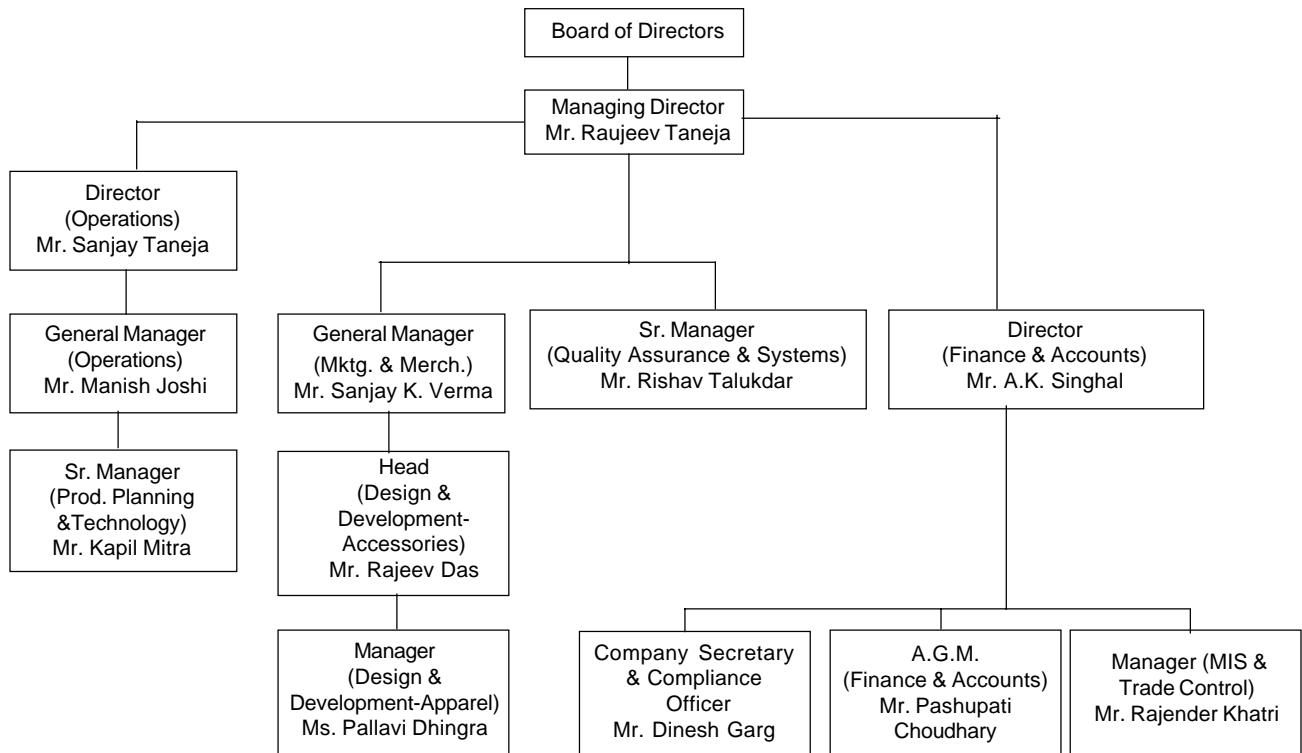 Board of Directors
Managing Director
Mr. Raujeev Taneja
Director
(Operations)
Mr. Sanjay Taneja
General Manager
(Operations)
Mr. Manish Joshi
General Manager
(Mktg. & Merch.)
Mr. Sanjay K. Verma
Sr. Manager
(Quality Assurance & Systems)
Mr. Rishav Talukdar
Director
(Finance & Accounts)
Mr. A.K. Singhal
Sr. Manager
(Prod. Planning
&Technology)
Mr. Kapil Mitra
Head
(Design &
Development-
Accessories)
Mr. Rajeev Das
Manager
(Design &
Development-Apparel)
Ms. Pallavi Dhingra
Company Secretary
& Compliance
Officer
Mr. Dinesh Garg
A.G.M.
(Finance & Accounts)
Mr. Pashupati
Choudhary
Manager (MIS &
Trade Control)
Mr. Rajender Khatri